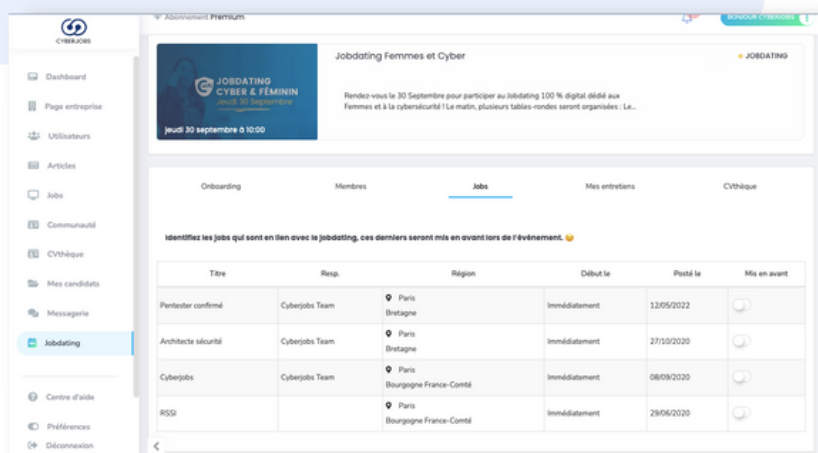 CYBERJOBS
Abonnement Premium
BONJOUR CYBERJOBS
Dashboard
Page entreprise
Utilisateurs
Articles
Jobs
Communauté
CVthèque
Mes candidats
Messagerie
Jobdating
Centre d'aide
Préférences
Déconnexion
JOBDATING
CYBER & FÉMININ
Jeudi 30 Septembre
jeudi 30 septembre à 10:00
Jobdating Femmes et Cyber
JOBDATING
Rendez-vous le 30 Septembre pour participer au Jobdating 100 % digital dédié aux
Femmes et à la cybersécurité ! Le matin, plusieurs tables-rondes seront organisées : Le...
Onboarding Membres Jobs Mes entretiens CVthèque
Identifiez les jobs qui sont en lien avec le jobdating, ces derniers seront mis en avant lors de l'événement. 😉
Titre Resp. Région Début le Posté le Mis en avant
Pentester confirmé Cyberjobs Team Paris Immédiatement 12/05/2022
Bretagne
Architecte sécurité Cyberjobs Team Paris Immédiatement 27/10/2020
Bretagne
Cyberjobs Cyberjobs Team Paris Immédiatement 08/09/2020
Bourgogne France-Comté
RSSI Paris Immédiatement 29/06/2020
Bourgogne France-Comté